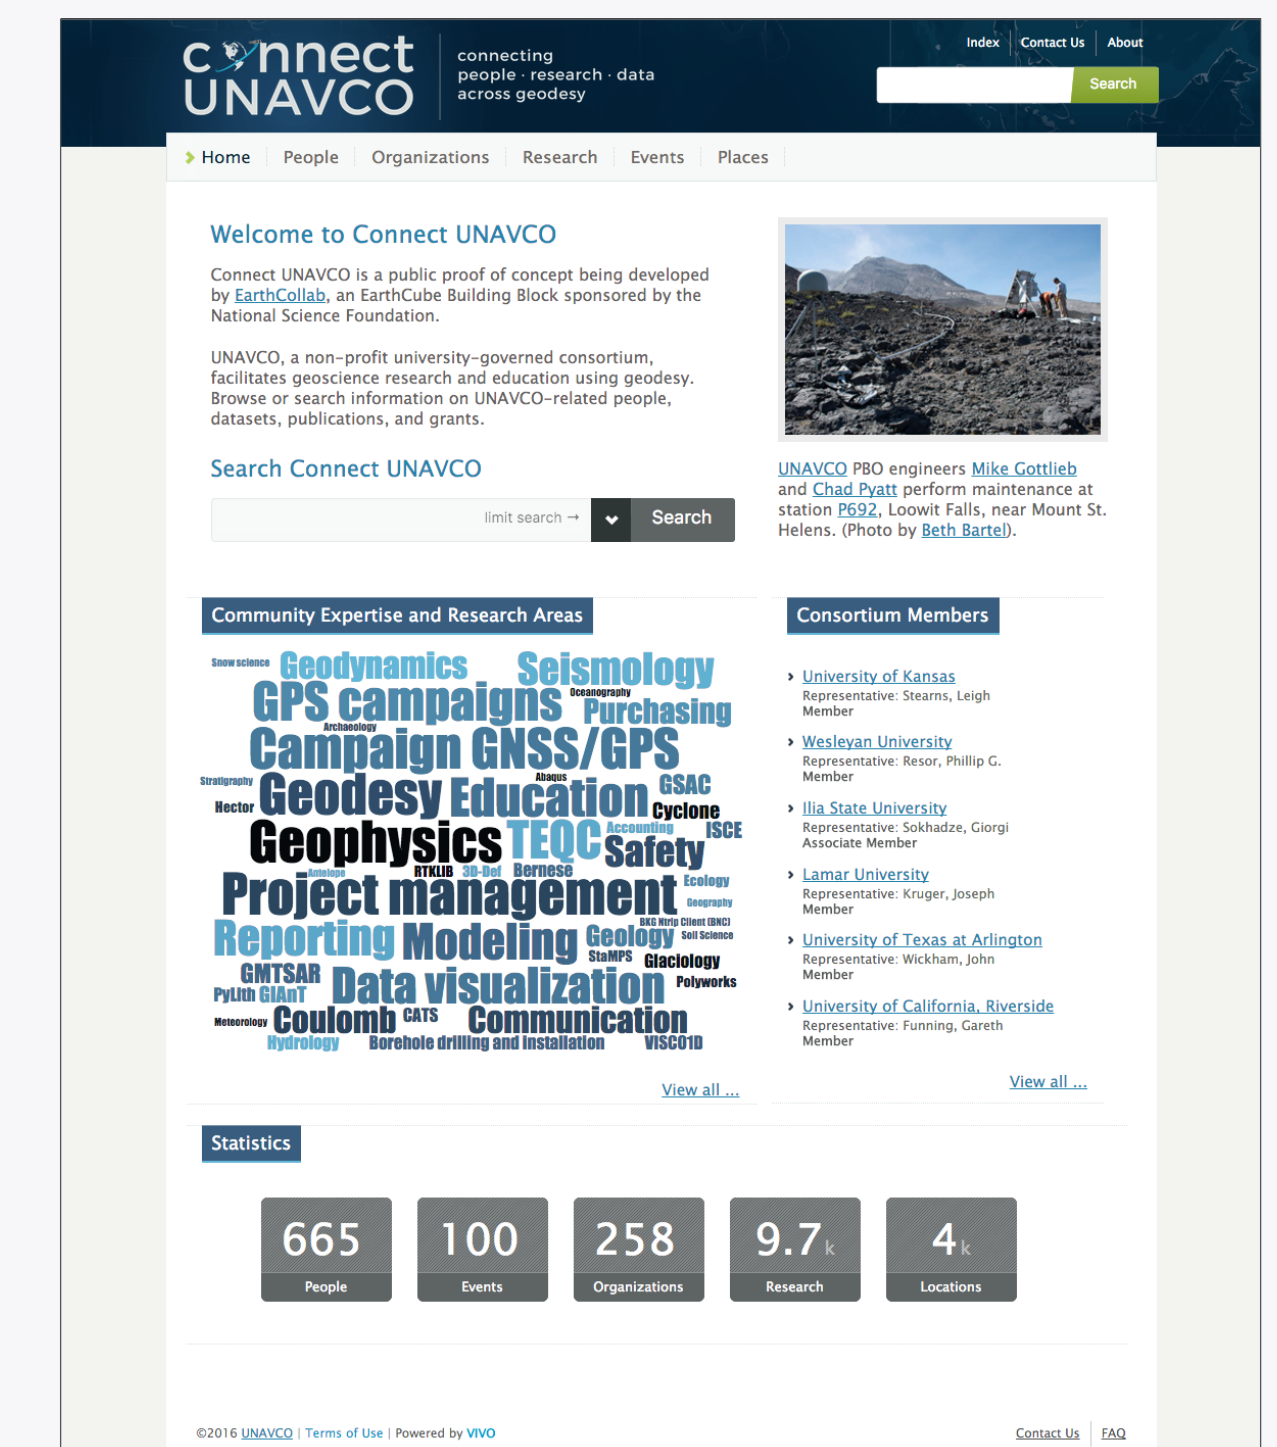 connect
UNAVCO
connecting
people · research · data
across geodesy
Index
Contact Us
About
Search
Home
People
Organizations
Research
Events
Places
Welcome to Connect UNAVCO
Connect UNAVCO is a public proof of concept being developed
by EarthCollab, an EarthCube Building Block sponsored by the
National Science Foundation.
UNAVCO, a non-profit university-governed consortium,
facilitates geoscience research and education using geodesy.
Browse or search information on UNAVCO-related people,
datasets, publications, and grants.
Search Connect UNAVCO
limit search →
Search
UNAVCO PBO engineers Mike Gottlieb
and Chad Pyatt perform maintenance at
station P692, Loowit Falls, near Mount St.
Helens. (Photo by Beth Bartel).
Community Expertise and Research Areas
Snow science
Geodynamics
Seismology
GPS campaigns
Oceanography
Purchasing
Archaeology
Campaign GNSS/GPS
Stratigraphy
Abaqus
GSAC
Hector
Geodesy
Education
Cyclone
Geophysics
TEQC
Accounting
ISCE
Safety
Antelope
RTKLIB
3D-Def
Bernese
Project management
Ecology
Geography
BKG Ntrip Client (BNC)
Reporting
Modeling
Geology
Soil Science
StaMPS
Glaciology
GMTSAR
Data visualization
Polyworks
PyLith
GIAnT
Meteorology
Coulomb
CATS
Communication
Hydrology
Borehole drilling and installation
VISCO1D
View all ...
Consortium Members
University of Kansas
Representative: Stearns, Leigh
Member
Wesleyan University
Representative: Resor, Phillip G.
Member
Ilia State University
Representative: Sokhadze, Giorgi
Associate Member
Lamar University
Representative: Kruger, Joseph
Member
University of Texas at Arlington
Representative: Wickham, John
Member
University of California, Riverside
Representative: Funning, Gareth
Member
View all ...
Statistics
665
People
100
Events
258
Organizations
9.7 k
Research
4 k
Locations
©2016 UNAVCO | Terms of Use | Powered by VIVO
Contact Us
FAQ